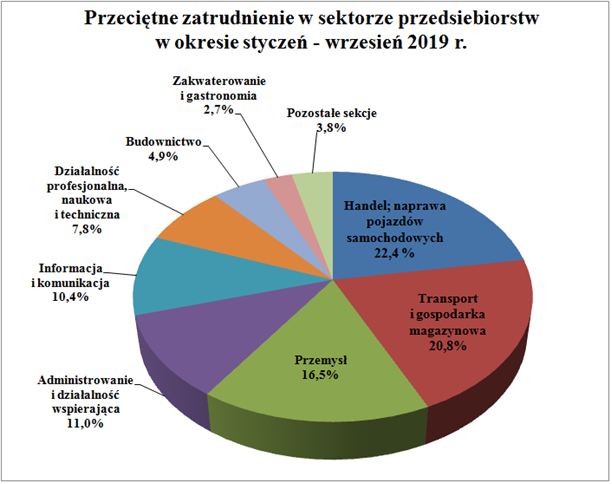 Przeciętne zatrudnienie w sektorze przedsiebiorstw
w okresie styczeń - wrzesień 2019 r.
Zakwaterowanie
i gastronomia
2,7%
Pozostałe sekcje
3,8%
Budownictwo
4,9%
Działalność
profesjonalna,
naukowa
i techniczna
7,8%
Handel; naprawa
pojazdów
samochodowych
22,4 %
Informacja
i komunikacja
10,4%
Transport
i gospodarka
magazynowa
20,8%
Przemysł
16,5%
Administrowanie
i działalność
wspierająca
11,0%